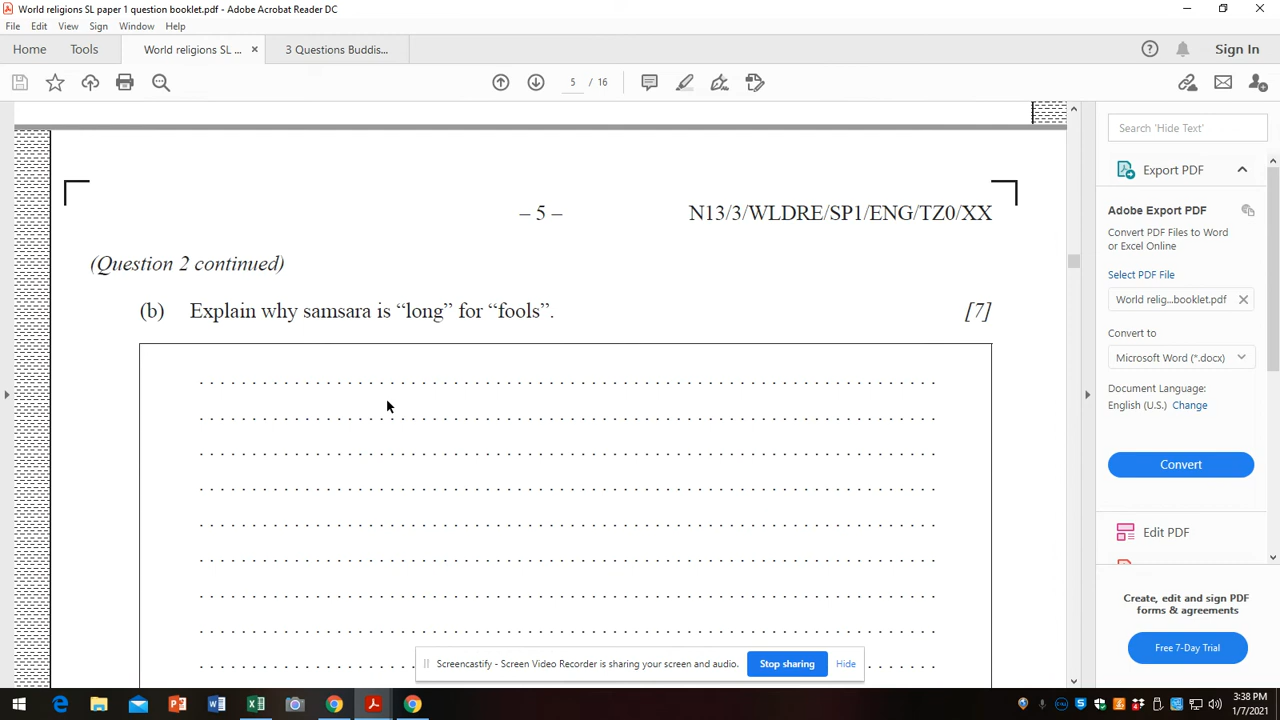 World religions SL paper 1 question booklet.pdf - Adobe Acrobat Reader DC
File Edit View Sign Window Help
Home Tools World religions SL ... × 3 Questions Buddis... Sign In
5 / 16
Search 'Hide Text'
Export PDF
Adobe Export PDF
Convert PDF Files to Word
or Excel Online
Select PDF File
World relig...booklet.pdf ×
Convert to
Microsoft Word (*.docx)
Document Language:
English (U.S.) Change
Convert
Edit PDF
Create, edit and sign PDF
forms & agreements
Free 7-Day Trial
– 5 – N13/3/WLDRE/SP1/ENG/TZ0/XX
(Question 2 continued)
(b) Explain why samsara is “long” for “fools”. [7]
Screencastify - Screen Video Recorder is sharing your screen and audio. Stop sharing Hide
3:38 PM
1/7/2021